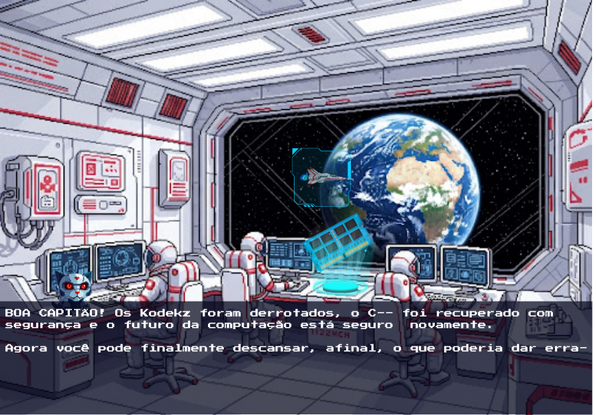 BOA CAPITÃO! Os Kodekz foram derrotados, o C-- foi recuperado com
segurança e o futuro da computação está seguro novamente.
Agora você pode finalmente descansar, afinal, o que poderia dar erra-